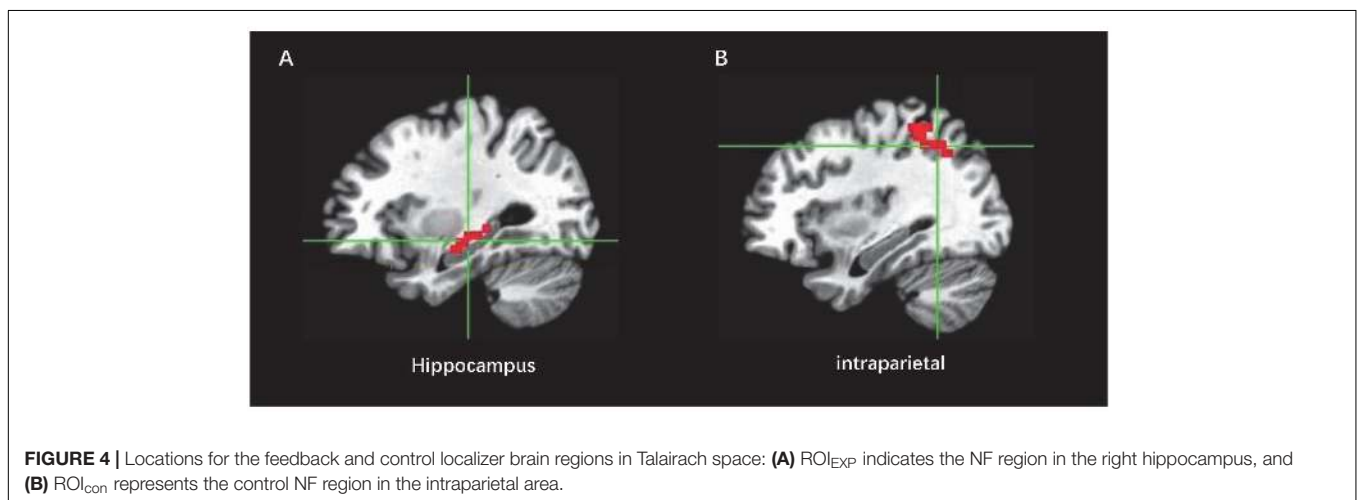 A
B
Hippocampus
intraparietal
FIGURE 4 | Locations for the feedback and control localizer brain regions in Talairach space: (A) ROIEXP indicates the NF region in the right hippocampus, and
(B) ROIcon represents the control NF region in the intraparietal area.